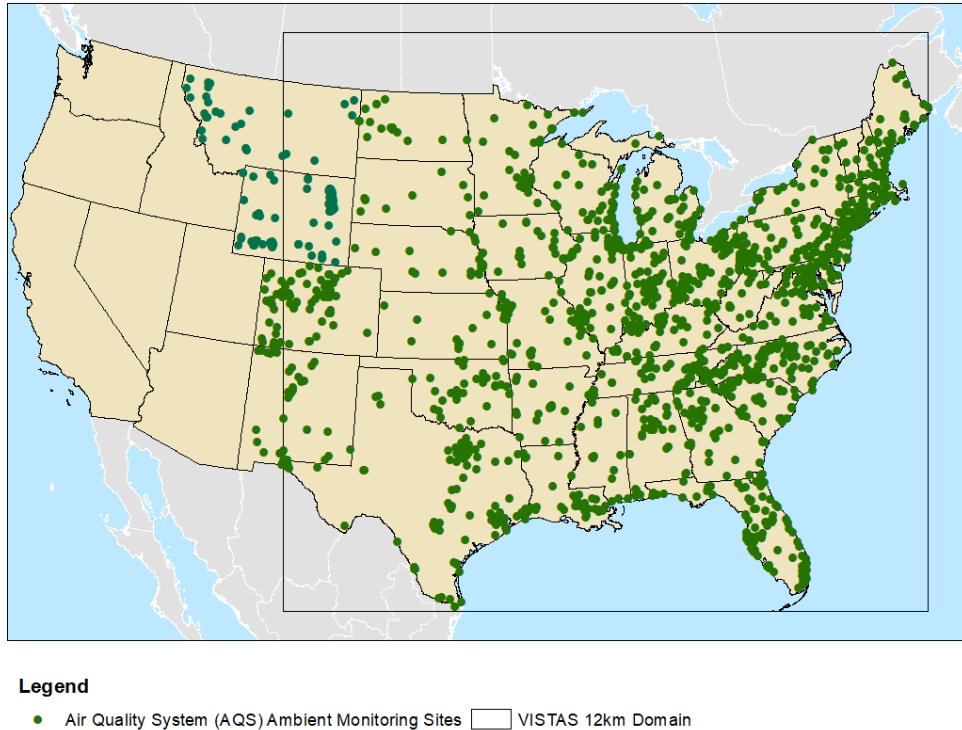 Legend
Air Quality System (AQS) Ambient Monitoring Sites
VISTAS 12km Domain